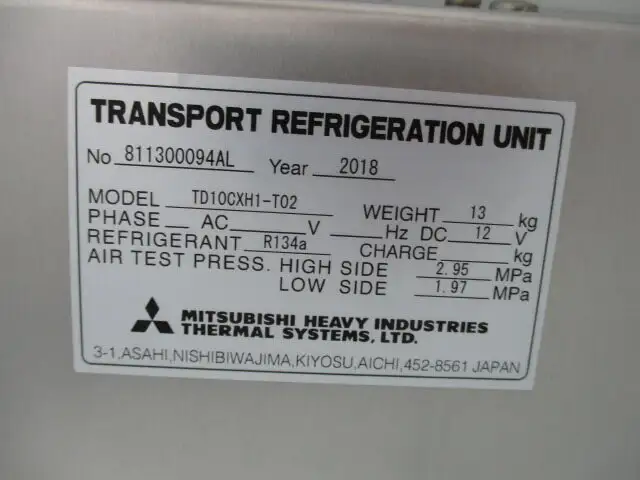 TRANSPORT REFRIGERATION UNIT
No 811300094AL Year 2018
MODEL TD10CXH1-T02 WEIGHT 13 kg
PHASE AC V Hz DC 12 V
REFRIGERANT R134a CHARGE kg
AIR TEST PRESS. HIGH SIDE 2.95 MPa
LOW SIDE 1.97 MPa
MITSUBISHI HEAVY INDUSTRIES
THERMAL SYSTEMS, LTD.
3-1,ASAHI,NISHIBIWAJIMA,KIYOSU,AICHI,452-8561 JAPAN